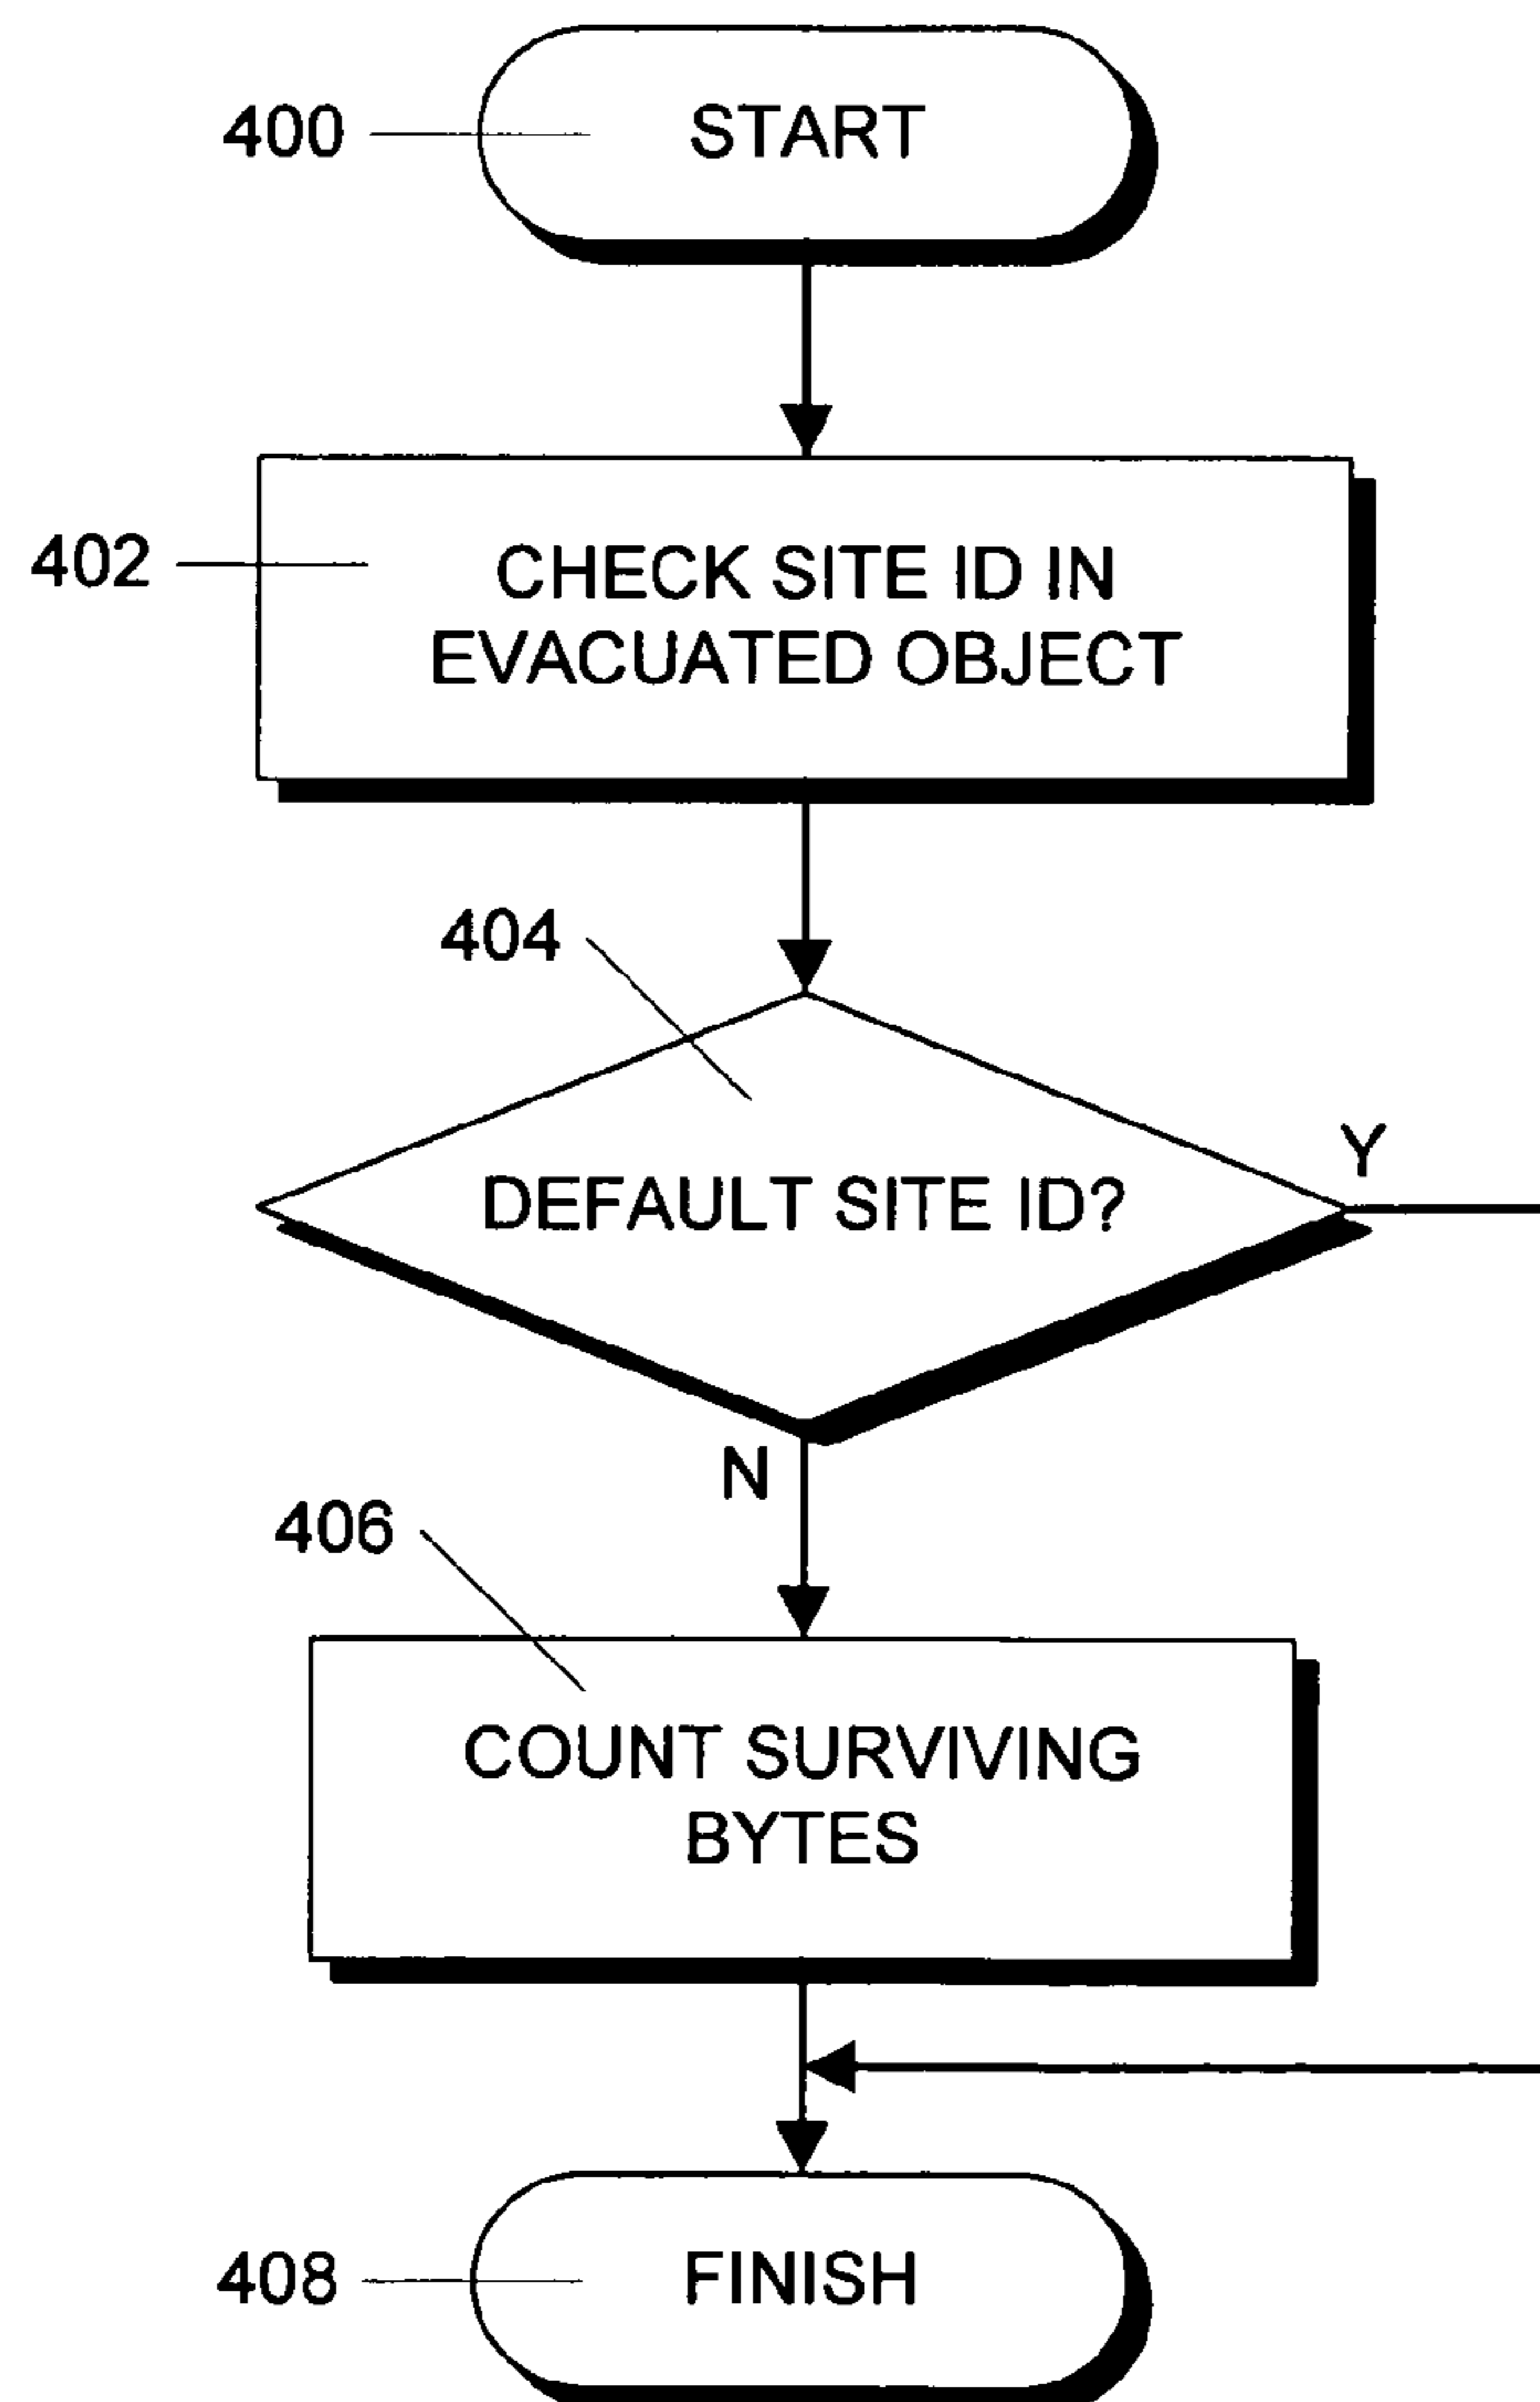 400
START
402
CHECK SITE ID IN
EVACUATED OBJECT
404
DEFAULT SITE ID?
Y
N
406
COUNT SURVIVING
BYTES
408
FINISH